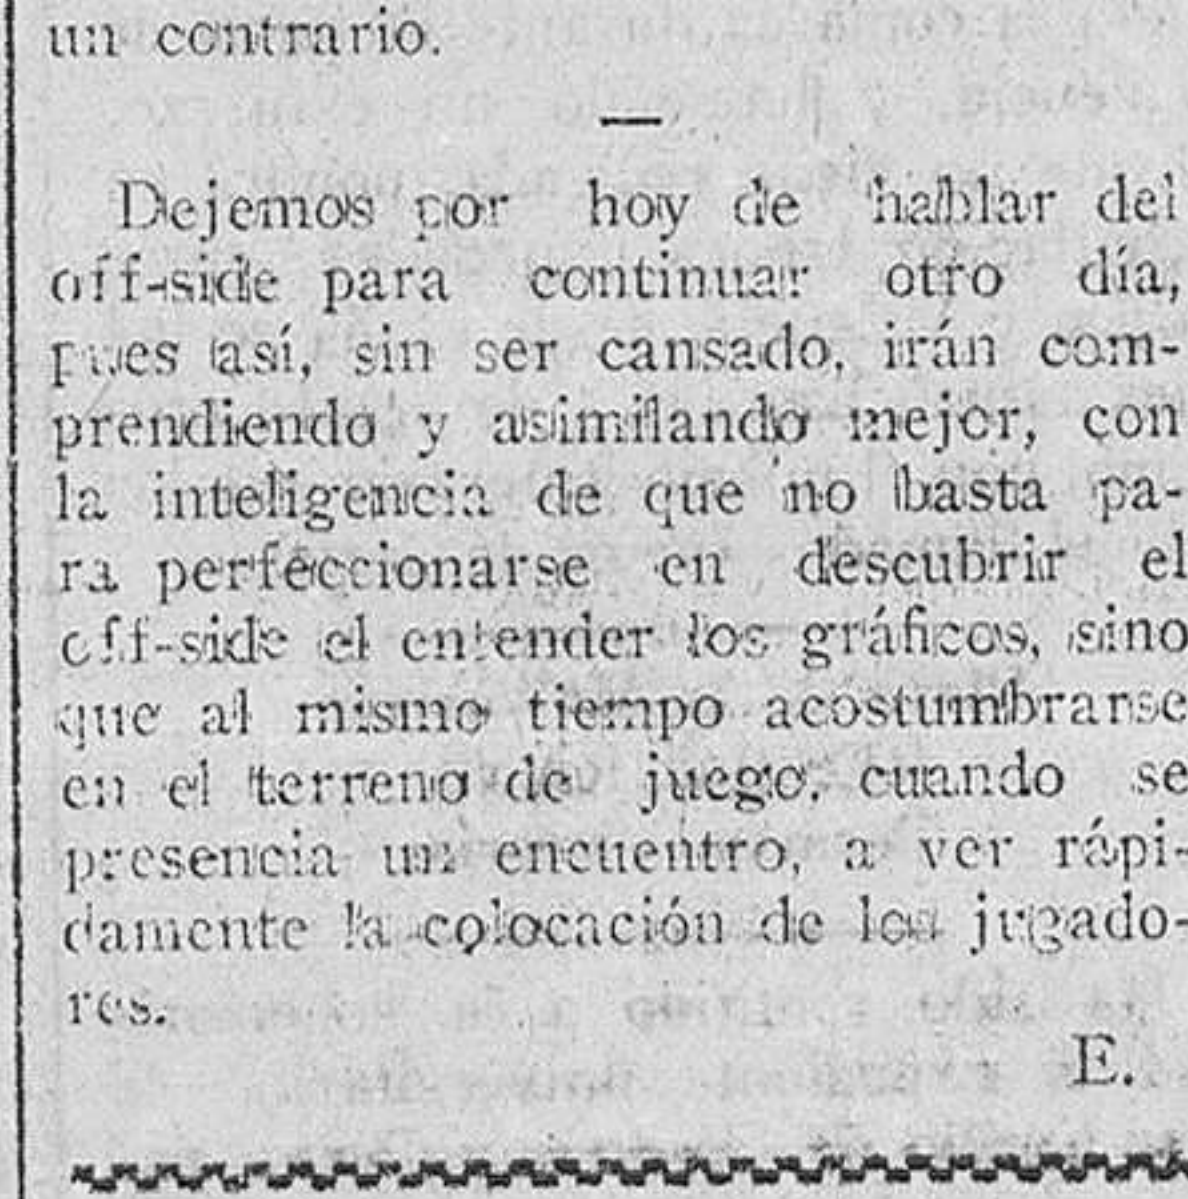 un contrario.
—
Dejemos por hoy de hablar del
off-side para continuar otro día,
pues así, sin ser cansado, irán com-
prendiendo y asimilando mejor, con
la inteligencia de que no basta pa-
ra perfeccionarse en descubrir el
off-side el entender los gráficos, sino
que al mismo tiempo acostumbrarse
en el terreno de juego, cuando se
presencia un encuentro, a ver rápi-
damente la colocación de los jugado-
res.
E.